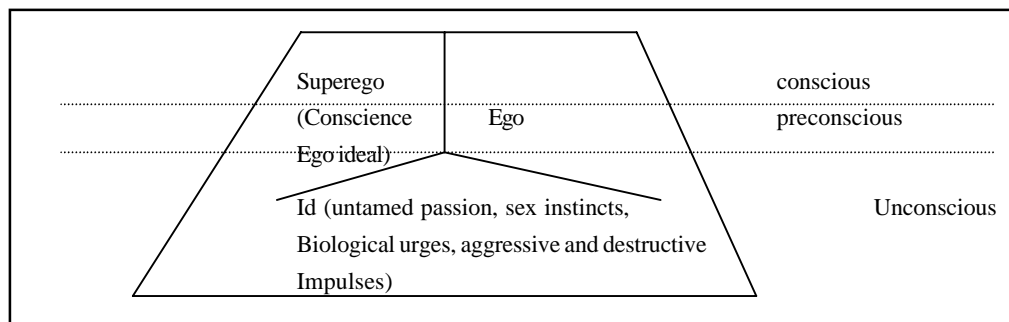 Superego conscious
(Conscience Ego preconscious
Ego ideal)
Id (untamed passion, sex instincts, Unconscious
Biological urges, aggressive and destructive
Impulses)